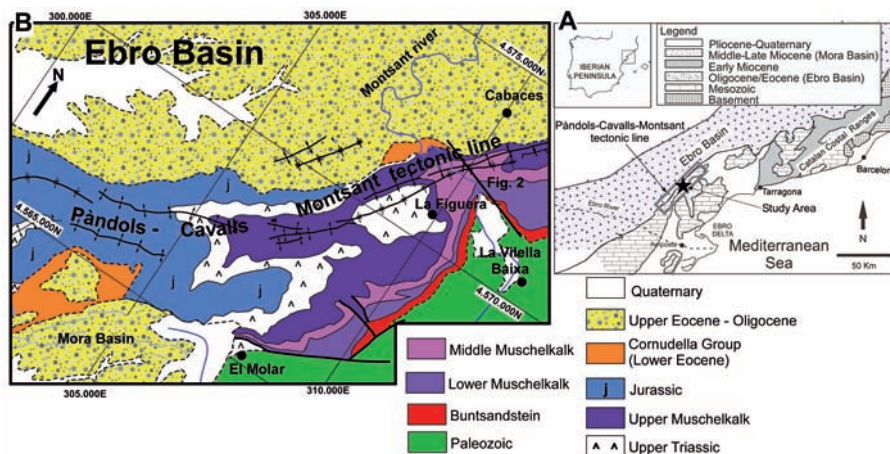 B
300.000E
305.000E
Ebro Basin
N
Montsant river
4.575.000N
Cabaces
Pàndols - Cavalls Montsant tectonic line
Fig. 2
La Figuera
4.565.000N
La Vilella
Baixa
j
j
j
j
Mora Basin
4.570.000N
El Molar
305.000E
310.000E
Middle Muschelkalk
Lower Muschelkalk
Buntsandstein
Paleozoic
A
IBERIAN
PENINSULA
Legend
Pliocene-Quaternary
Middle-Late Miocene (Mora Basin)
Early Miocene
Oligocene/Eocene (Ebro Basin)
Mesozoic
Basement
Pàndols-Cavalls-Montsant
tectonic line
Ebro Basin
Catalan Costal Ranges
Barcelon
Tarragona
Study Area
Ebro River
Amposta
EBRO
DELTA
Mediterranean
Sea
N
50 Km
Quaternary
Upper Eocene - Oligocene
Cornudella Group
(Lower Eocene)
j Jurassic
Upper Muschelkalk
Upper Triassic